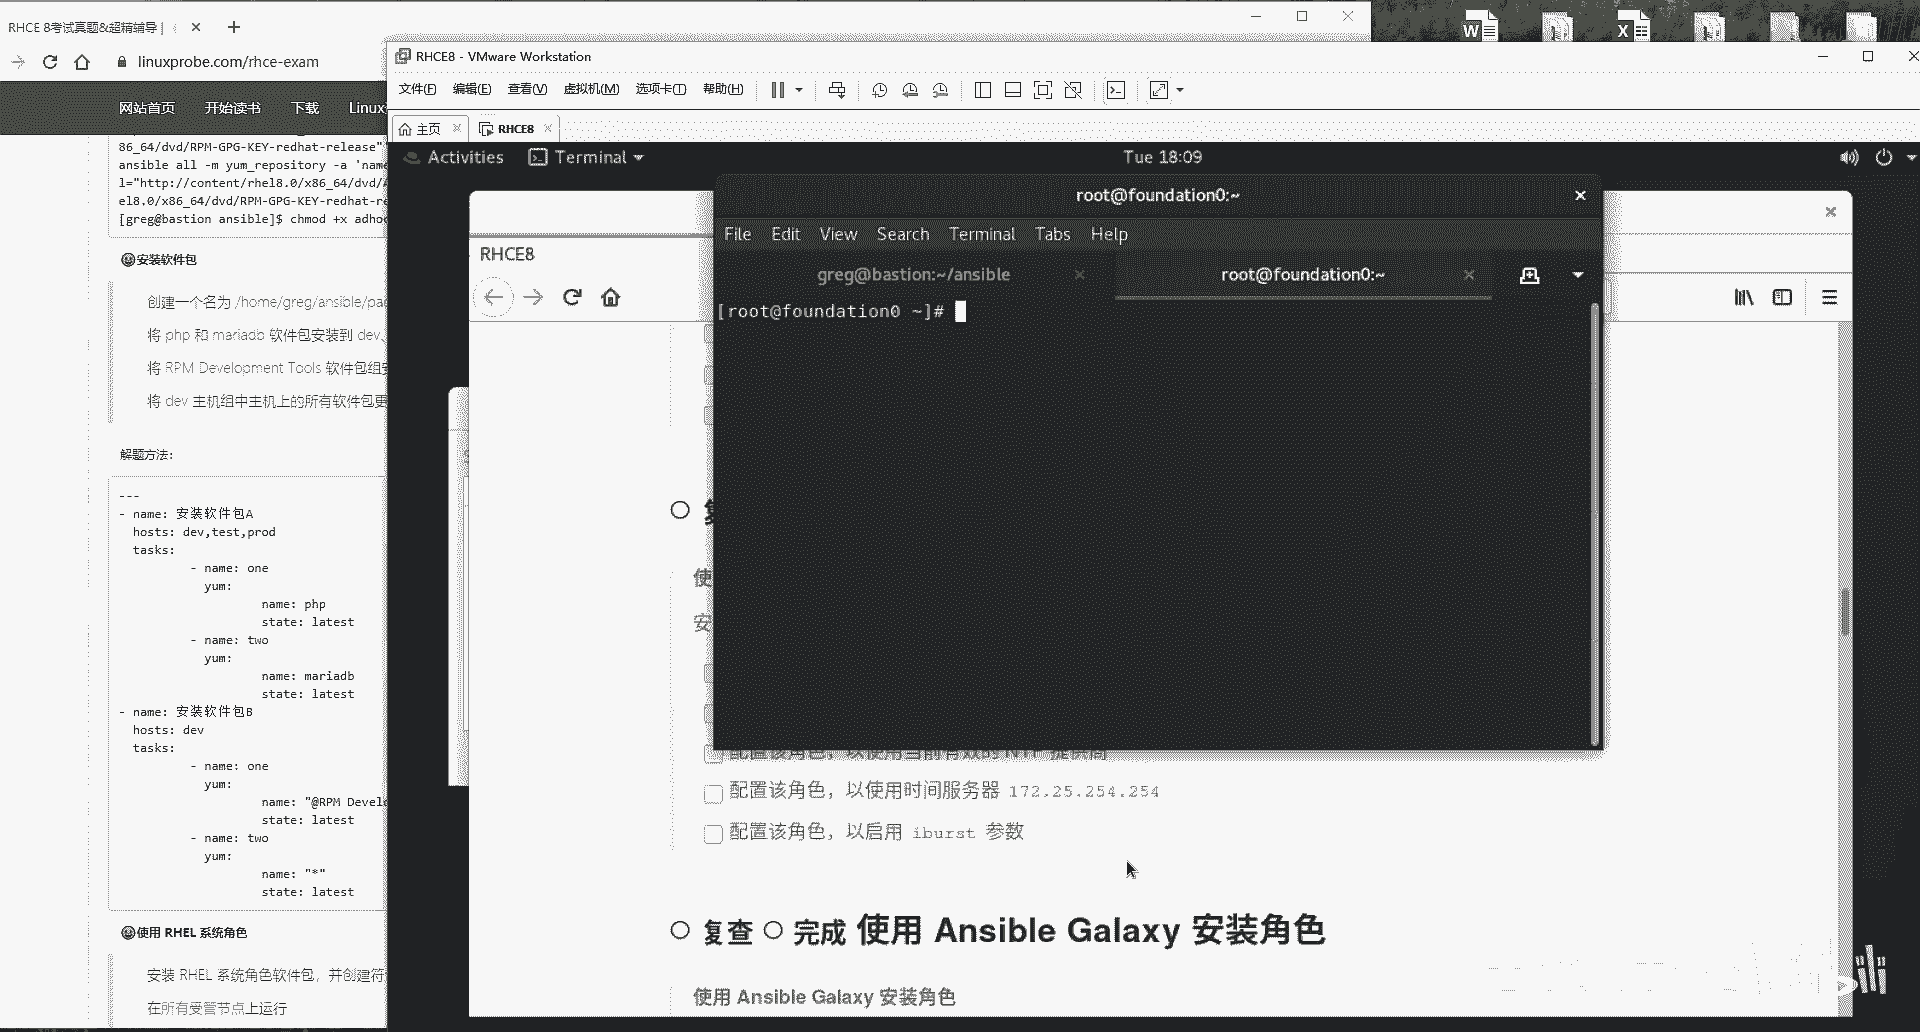 RHCE 8考试真题&超精辅导 |
linuxprobe.com/rhce-exam
网站首页 开始读书 下载 Linux
86_64/dvd/RPM-GPG-KEY-redhat-release"
ansible all -m yum_repository -a 'name
l="http://content/rhel8.0/x86_64/dvd/
el8.0/x86_64/dvd/RPM-GPG-KEY-redhat-re
[greg@bastion ansible]$ chmod +x adhoc
安装软件包
创建一个名为 /home/greg/ansible/pac
将 php 和 mariadb 软件包安装到 dev、
将 RPM Development Tools 软件包组安
将 dev 主机组中主机上的所有软件包更
解题方法:
---
- name: 安装软件包A
hosts: dev,test,prod
tasks:
- name: one
yum:
name: php
state: latest
- name: two
yum:
name: mariadb
state: latest
- name: 安装软件包B
hosts: dev
tasks:
- name: one
yum:
name: "@RPM Develo
state: latest
- name: two
yum:
name: "*"
state: latest
使用 RHEL 系统角色
安装 RHEL 系统角色软件包，并创建符
在所有受管节点上运行
RHCE8 - VMware Workstation
文件(F) 编辑(E) 查看(V) 虚拟机(M) 选项卡(T) 帮助(H)
主页 RHCE8
Activities Terminal Tue 18:09
root@foundation0:~
File Edit View Search Terminal Tabs Help
greg@bastion:~/ansible root@foundation0:~
[root@foundation0 ~]#
RHCE8
使
安
配置该角色，以使用当前有效的 NTP 提供商
配置该角色，以使用时间服务器 172.25.254.254
配置该角色，以启用 iburst 参数
复查 完成 使用 Ansible Galaxy 安装角色
使用 Ansible Galaxy 安装角色